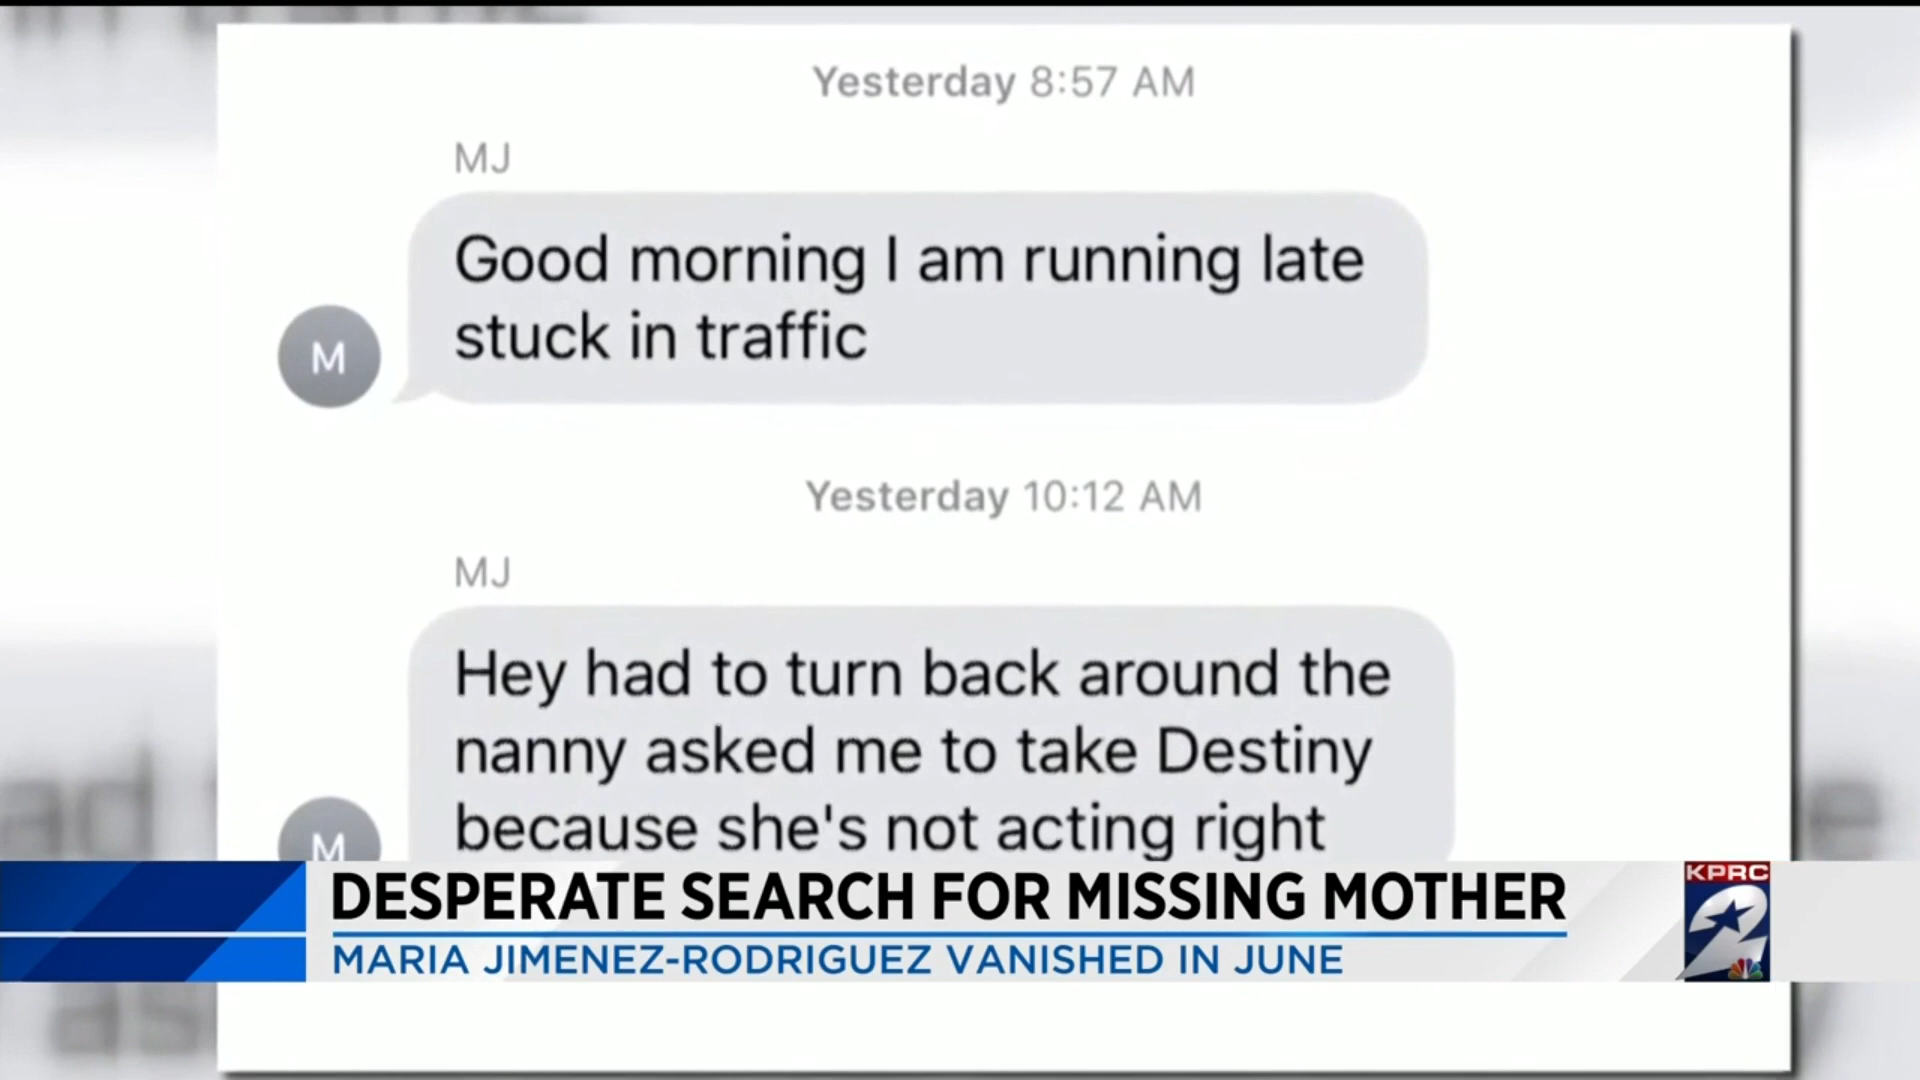 Yesterday 8:57 AM
MJ
Good morning I am running late
stuck in traffic
M
Yesterday 10:12 AM
MJ
Hey had to turn back around the
nanny asked me to take Destiny
because she's not acting right
M
DESPERATE SEARCH FOR MISSING MOTHER
MARIA JIMENEZ-RODRIGUEZ VANISHED IN JUNE
KPRC
2
ad
as